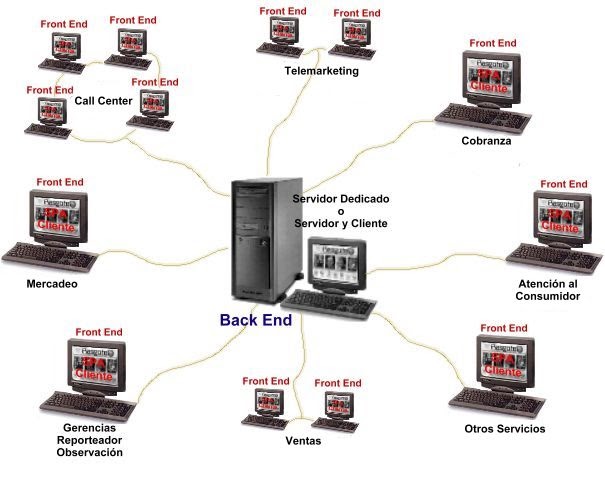 Front End
Front End
Front End
Front End
Call Center
Front End
Front End
Telemarketing
Front End
Cliente
Cobranza
Front End
Cliente
Mercadeo
Servidor Dedicado
o
Servidor y Cliente
Back End
Front End
Cliente
Atención al
Consumidor
Front End
Cliente
Gerencias
Reporteador
Observación
Front End
Front End
Ventas
Front End
Cliente
Otros Servicios